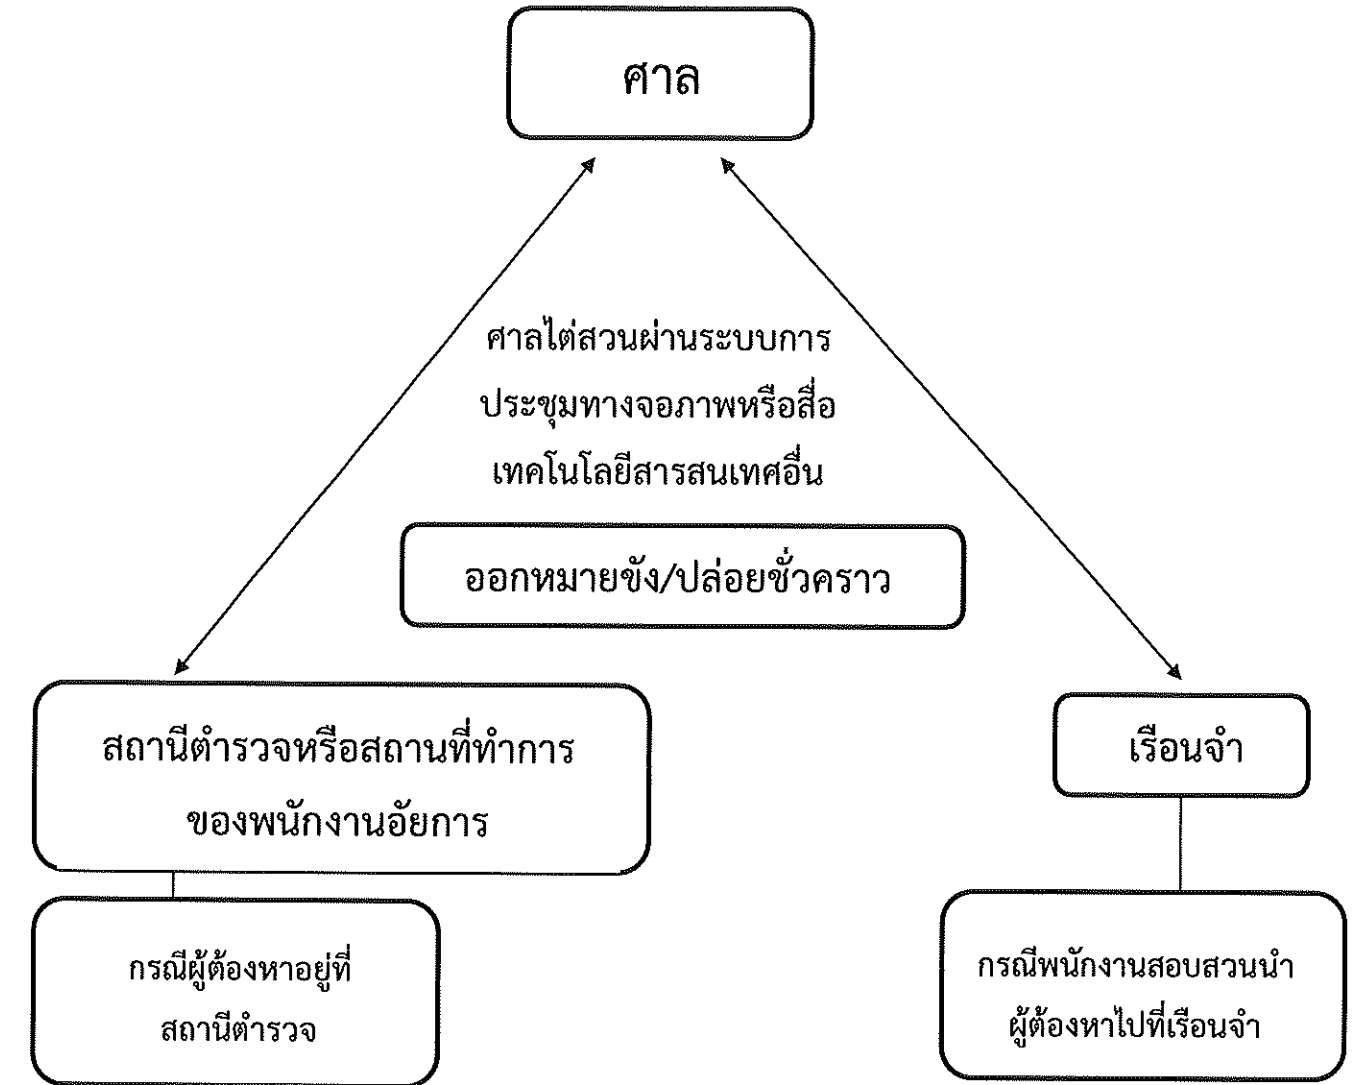 ศาล
ศาลไต่สวนผ่านระบบการ
ประชุมทางจอภาพหรือสื่อ
เทคโนโลยีสารสนเทศอื่น
ออกหมายขัง/ปล่อยชั่วคราว
สถานีตำรวจหรือสถานที่ทำการ
ของพนักงานอัยการ
เรือนจำ
กรณีผู้ต้องหาอยู่ที่
สถานีตำรวจ
กรณีพนักงานสอบสวนนำ
ผู้ต้องหาไปที่เรือนจำ